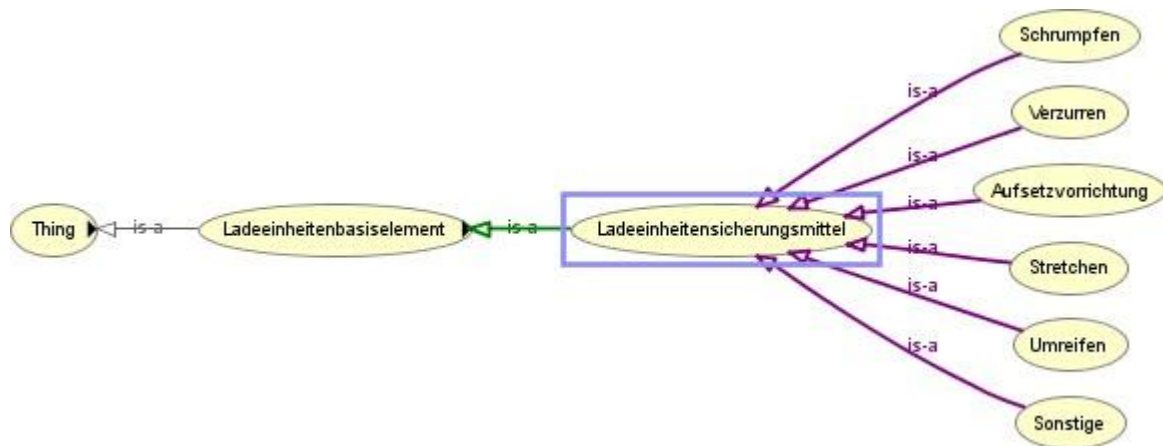 Schrumpfen
is-a
Verzurren
is-a
Aufsetzvorrichtung
is-a
Thing
is-a
Ladeeinheitenbasiselement
is-a
Ladeeinheitensicherungsmittel
is-a
Stretchen
is-a
Umreifen
is-a
Sonstige